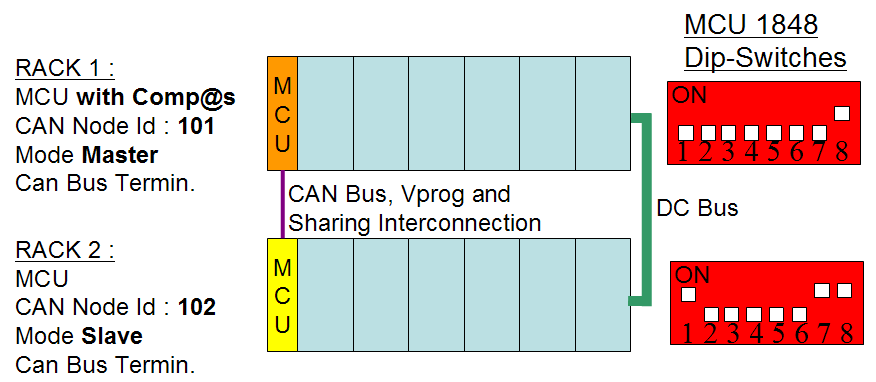 RACK 1 :
MCU with Comp@s
CAN Node Id : 101
Mode Master
Can Bus Termin.
M
C
U
MCU 1848
Dip-Switches
ON
1 2 3 4 5 6 7 8
CAN Bus, Vprog and
Sharing Interconnection
DC Bus
RACK 2 :
MCU
CAN Node Id : 102
Mode Slave
Can Bus Termin.
M
C
U
ON
1 2 3 4 5 6 7 8